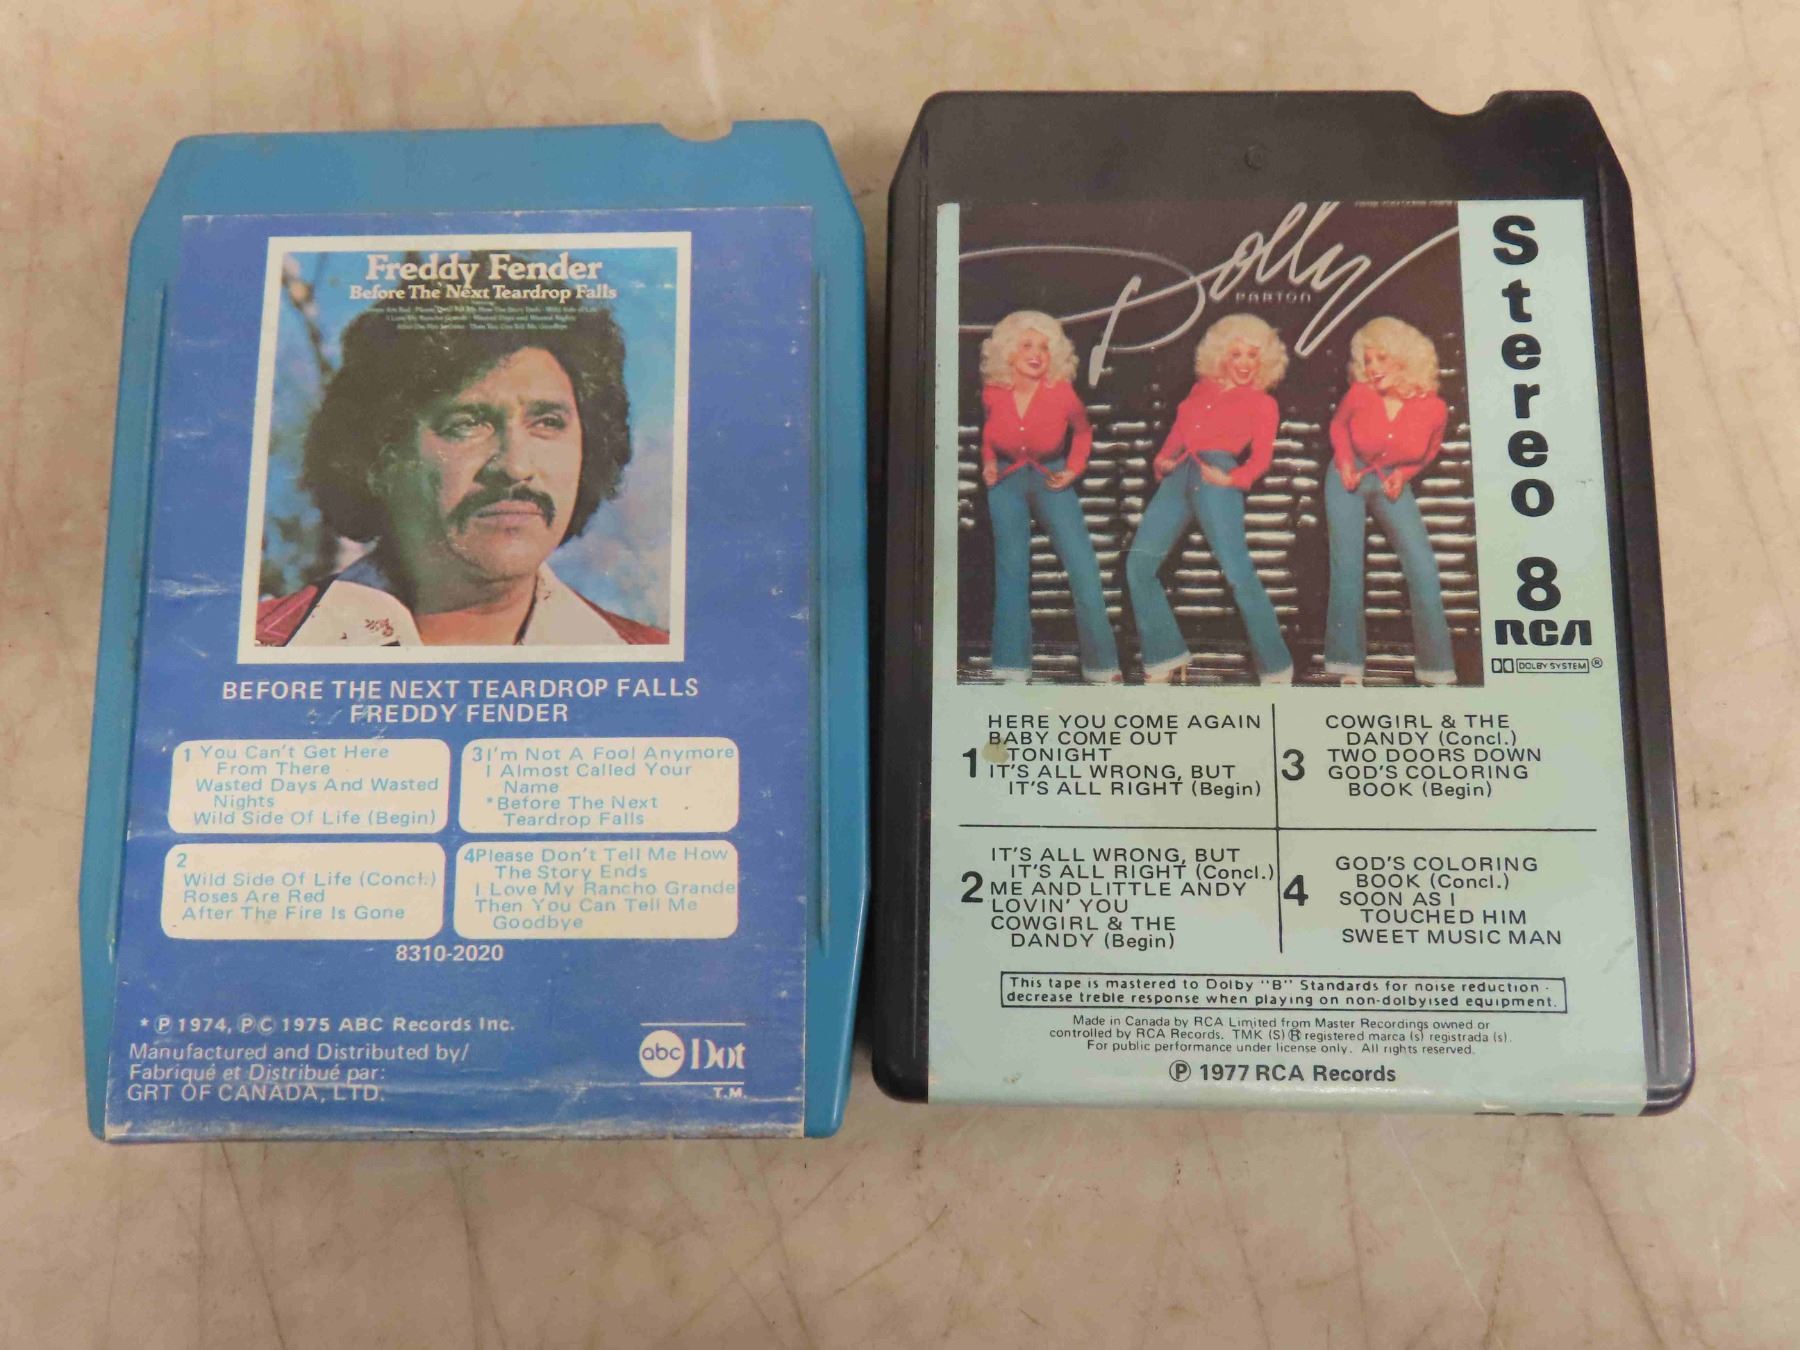 Freddy Fender
Before The Next Teardrop Falls
BEFORE THE NEXT TEARDROP FALLS
FREDDY FENDER
1 You Can't Get Here
From There
Wasted Days And Wasted
Nights
Wild Side Of Life (Begin)
2
Wild Side Of Life (Concl.)
Roses Are Red
After The Fire Is Gone
3 I'm Not A Fool Anymore
I Almost Called Your
Name
*Before The Next
Teardrop Falls
4 Please Don't Tell Me How
The Story Ends
I Love My Rancho Grande
Then You Can Tell Me
Goodbye
8310-2020
* Ⓟ 1974, Ⓟ Ⓒ 1975 ABC Records Inc.
Manufactured and Distributed by/
Fabriqué et Distribué par:
GRT OF CANADA, LTD.
abc Dot
T.M.
Dolly
PARTON
Stereo 8
RCA
DOLBY SYSTEM ®
1
HERE YOU COME AGAIN
BABY COME OUT
TONIGHT
IT'S ALL WRONG, BUT
IT'S ALL RIGHT (Begin)
2
IT'S ALL WRONG, BUT
IT'S ALL RIGHT (Concl.)
ME AND LITTLE ANDY
LOVIN' YOU
COWGIRL & THE
DANDY (Begin)
3
COWGIRL & THE
DANDY (Concl.)
TWO DOORS DOWN
GOD'S COLORING
BOOK (Begin)
4
GOD'S COLORING
BOOK (Concl.)
SOON AS I
TOUCHED HIM
SWEET MUSIC MAN
This tape is mastered to Dolby "B" Standards for noise reduction -
decrease treble response when playing on non-dolbyised equipment.
Made in Canada by RCA Limited from Master Recordings owned or
controlled by RCA Records. TMK (S) ® registered marca (s) registrada (s).
For public performance under license only. All rights reserved.
Ⓟ 1977 RCA Records